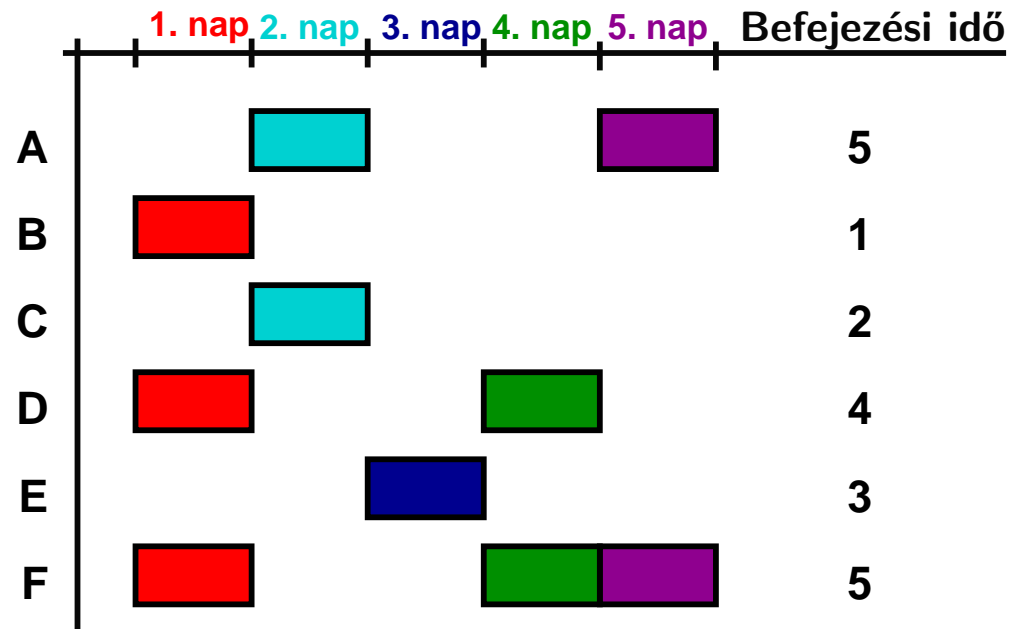 1. nap 2. nap 3. nap 4. nap 5. nap Befejezési idő
A 5
B 1
C 2
D 4
E 3
F 5